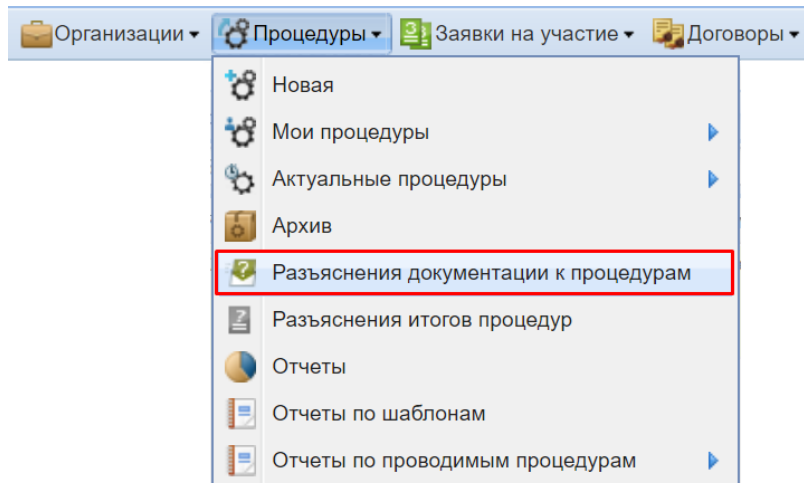 Организации Процедуры Заявки на участие Договоры
Новая
Мои процедуры
Актуальные процедуры
Архив
Разъяснения документации к процедурам
Разъяснения итогов процедур
Отчеты
Отчеты по шаблонам
Отчеты по проводимым процедурам